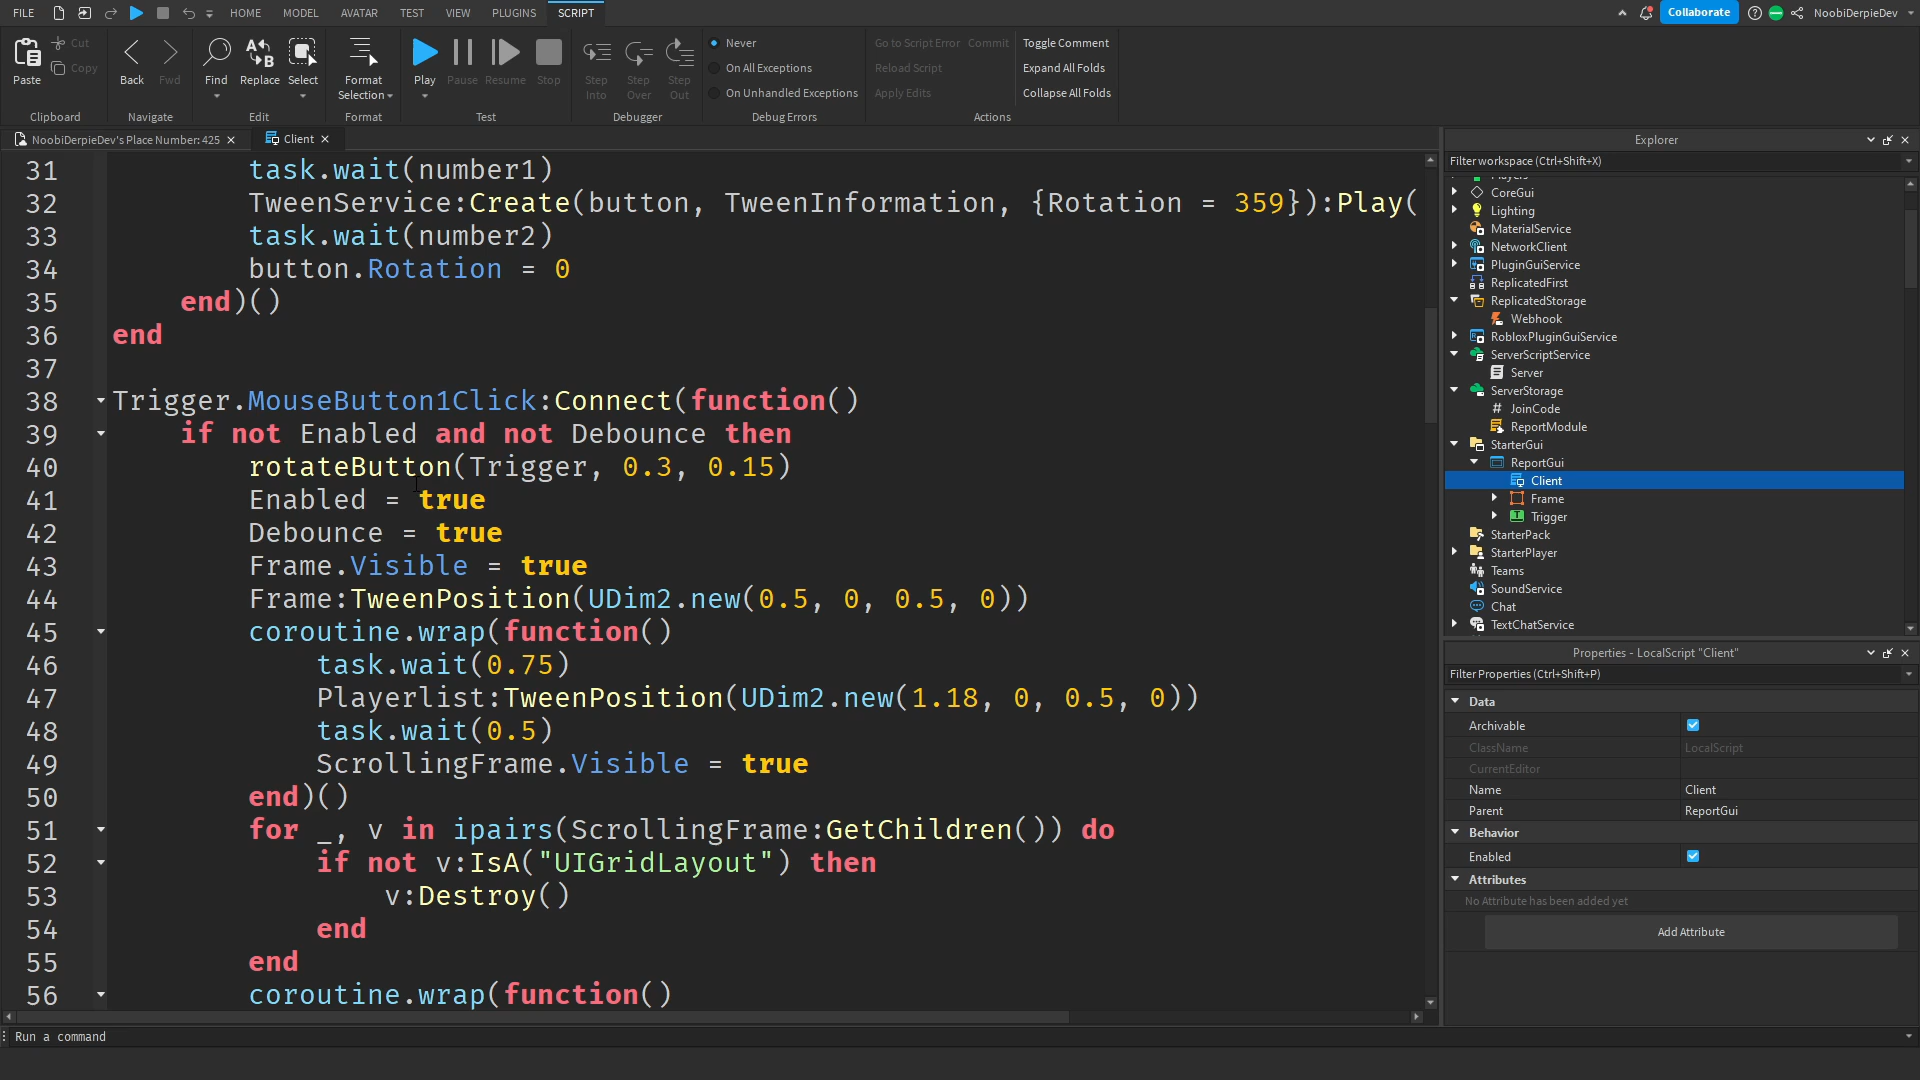 FILE HOME MODEL AVATAR TEST VIEW PLUGINS SCRIPT Collaborate NoobiDerpieDev
Cut Never Go to Script Error Commit Toggle Comment
Copy On All Exceptions Reload Script Expand All Folds
Paste Back Fwd Find Replace Select Format Play Pause Resume Stop Step Step Step
Selection Into Over Out On Unhandled Exceptions Apply Edits Collapse All Folds
Clipboard Navigate Edit Format Test Debugger Debug Errors Actions
NoobiDerpieDev's Place Number: 425 Client
31 task.wait(number1)
32 TweenService:Create(button, TweenInformation, {Rotation = 359}):Play(
33 task.wait(number2)
34 button.Rotation = 0
35 end)()
36 end
37
38 Trigger.MouseButton1Click:Connect(function()
39 if not Enabled and not Debounce then
40 rotateButton(Trigger, 0.3, 0.15)
41 Enabled = true
42 Debounce = true
43 Frame.Visible = true
44 Frame:TweenPosition(UDim2.new(0.5, 0, 0.5, 0))
45 coroutine.wrap(function()
46 task.wait(0.75)
47 Playerlist:TweenPosition(UDim2.new(1.18, 0, 0.5, 0))
48 task.wait(0.5)
49 ScrollingFrame.Visible = true
50 end)()
51 for _, v in ipairs(ScrollingFrame:GetChildren()) do
52 if not v:IsA("UIGridLayout") then
53 v:Destroy()
54 end
55 end
56 coroutine.wrap(function()
Run a command
Explorer
Filter workspace (Ctrl+Shift+X)
Players
CoreGui
Lighting
MaterialService
NetworkClient
PluginGuiService
ReplicatedFirst
ReplicatedStorage
Webhook
RobloxPluginGuiService
ServerScriptService
Server
ServerStorage
JoinCode
ReportModule
StarterGui
ReportGui
Client
Frame
Trigger
StarterPack
StarterPlayer
Teams
SoundService
Chat
TextChatService
Properties - LocalScript "Client"
Filter Properties (Ctrl+Shift+P)
Data
Archivable
ClassName LocalScript
CurrentEditor
Name Client
Parent ReportGui
Behavior
Enabled
Attributes
No Attribute has been added yet
Add Attribute